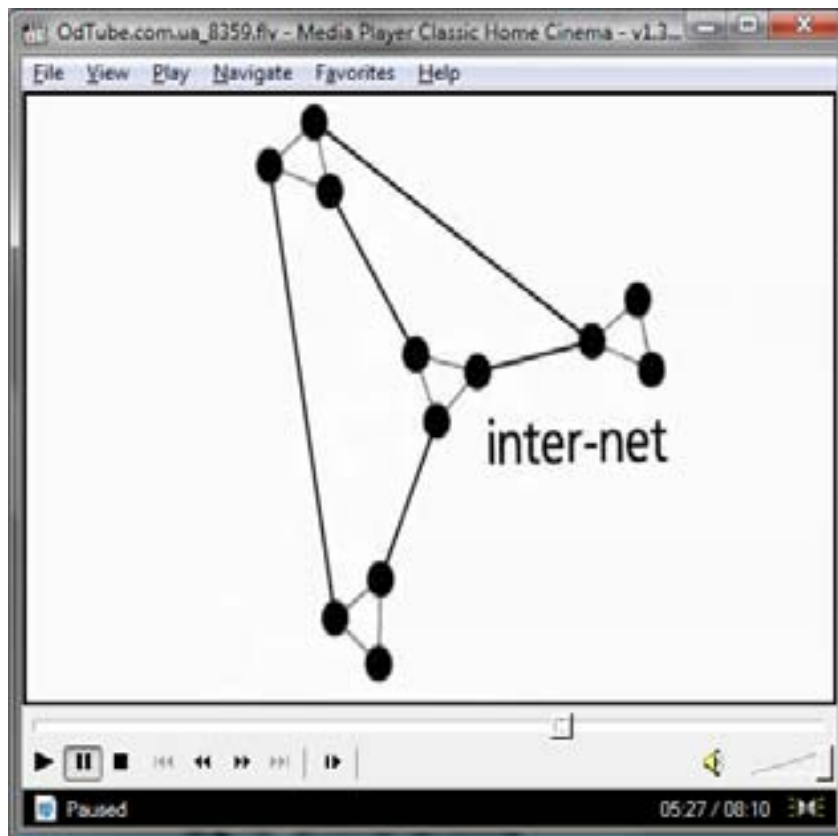 OdTube.com.ua_8359.flv - Media Player Classic Home Cinema - v1.3...
File View Play Navigate Favorites Help
inter-net
Paused 05:27 / 08:10